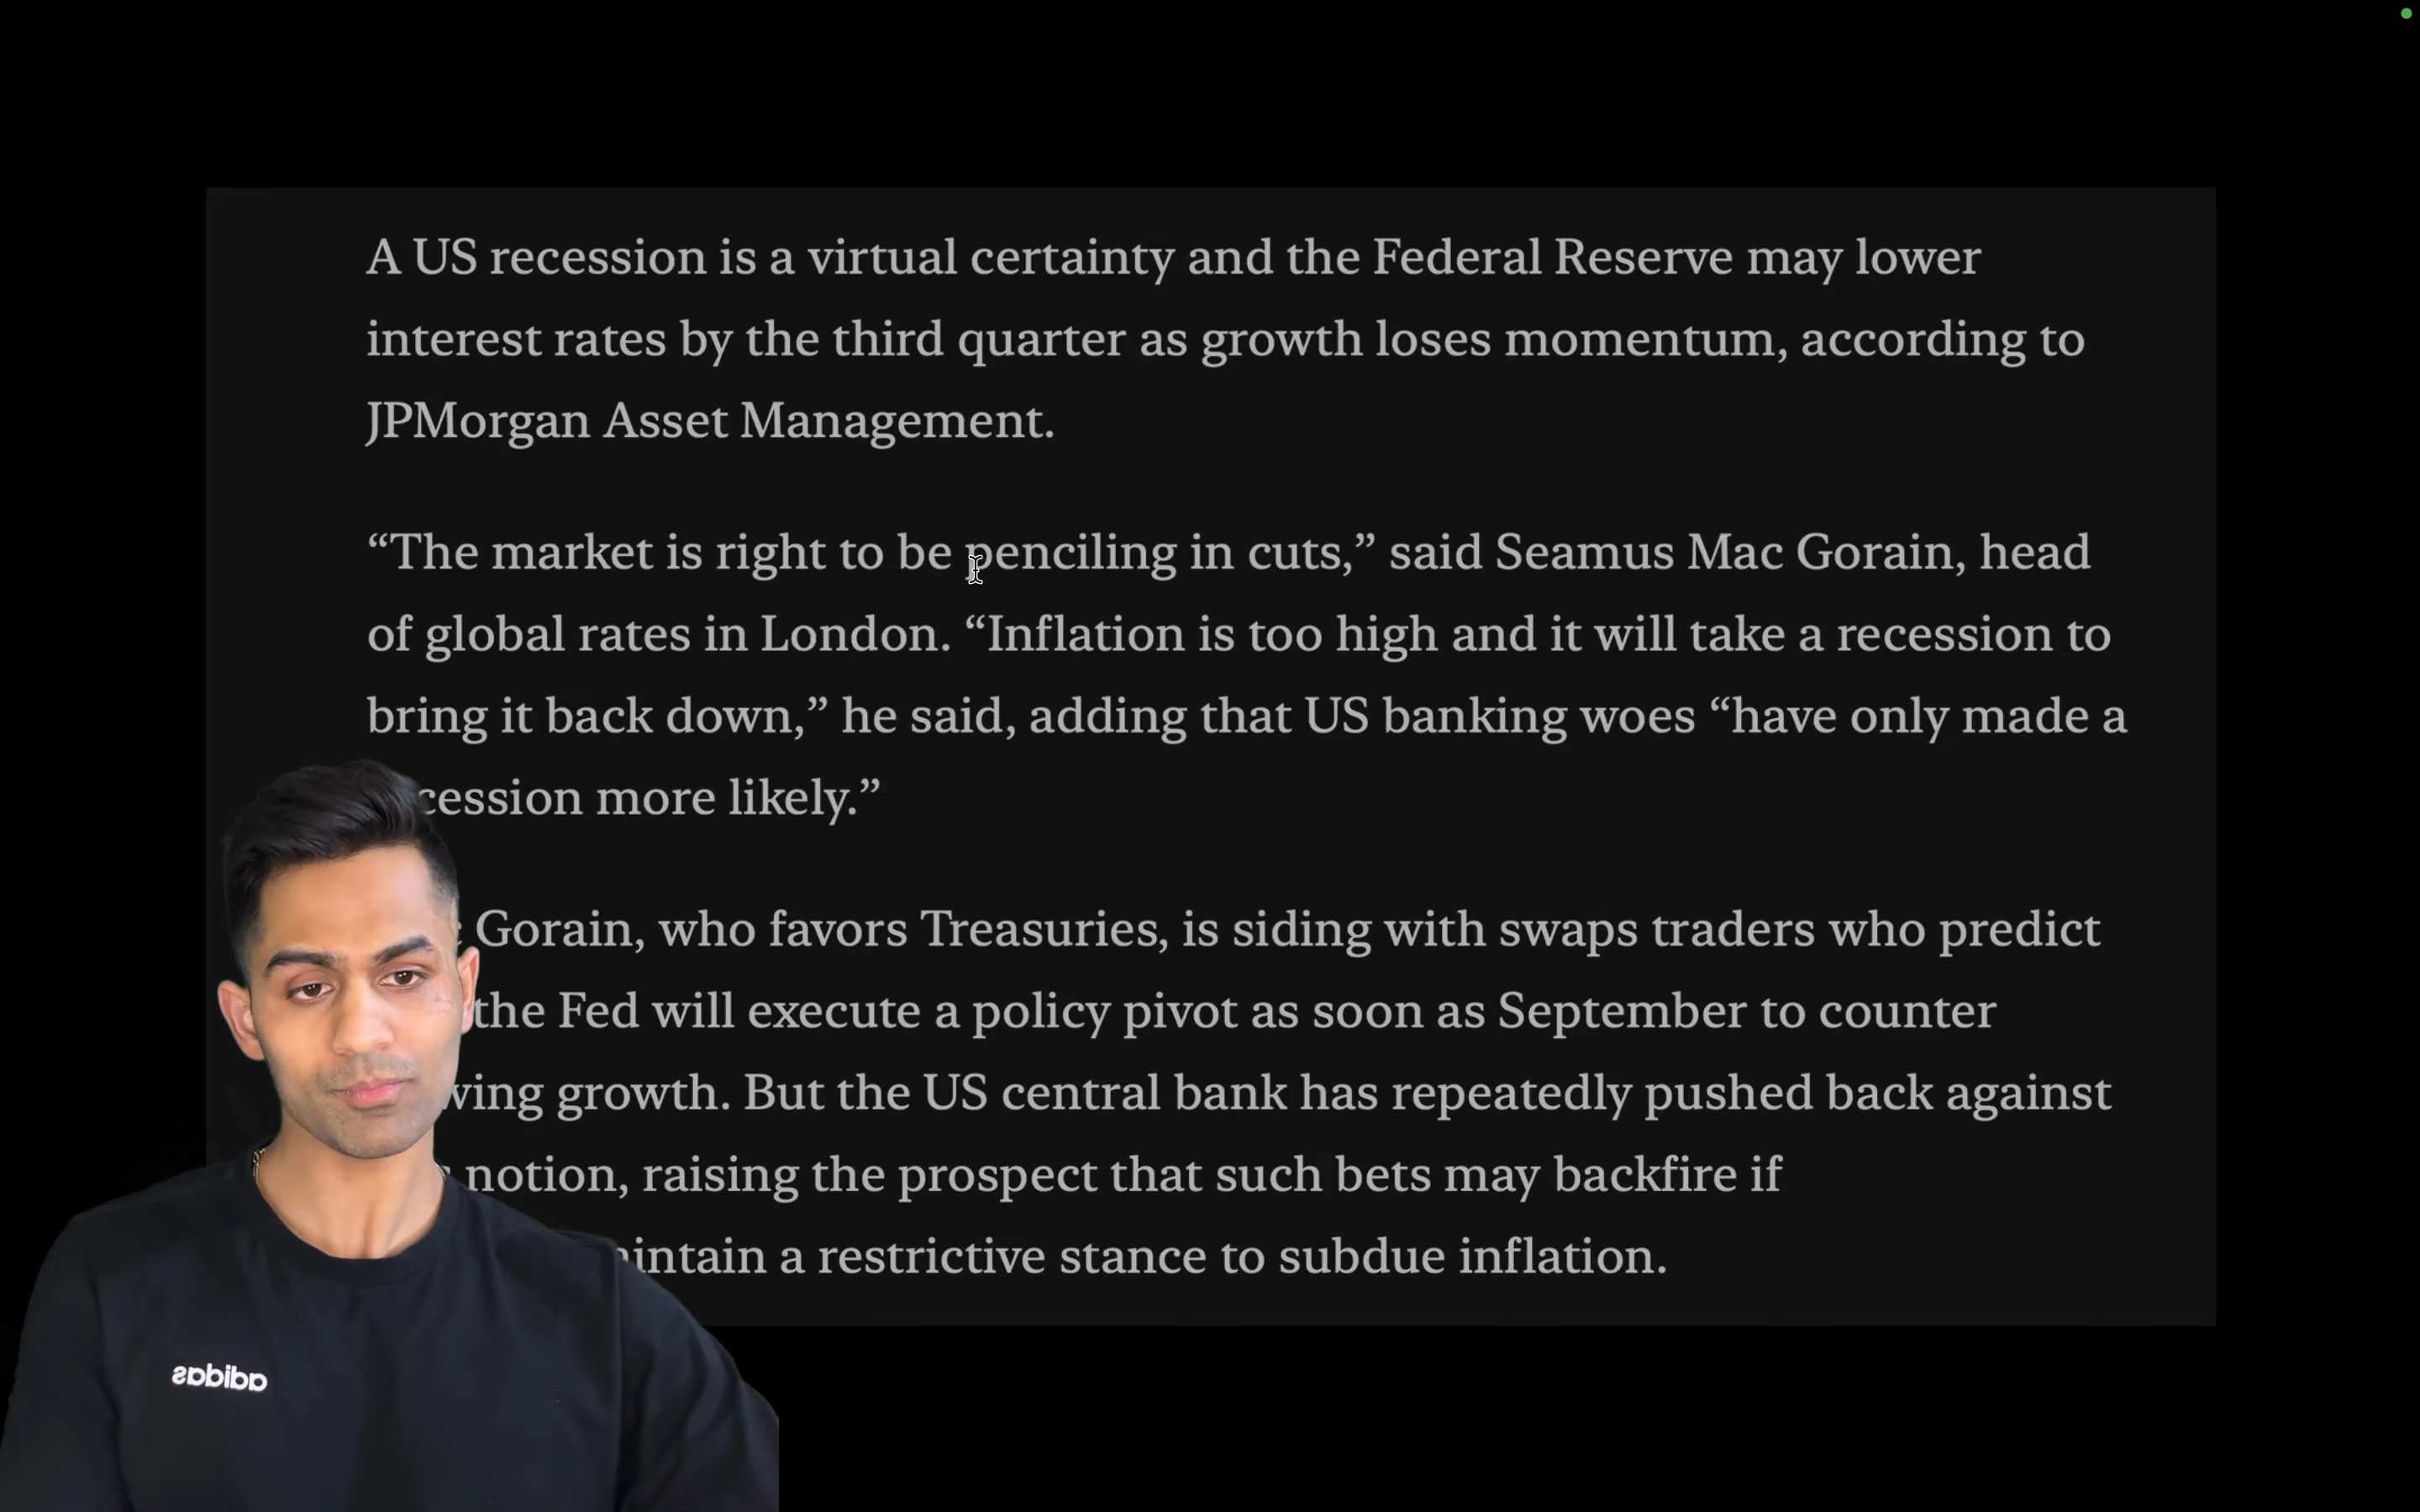 A US recession is a virtual certainty and the Federal Reserve may lower
interest rates by the third quarter as growth loses momentum, according to
JPMorgan Asset Management.
“The market is right to be penciling in cuts,” said Seamus Mac Gorain, head
of global rates in London. “Inflation is too high and it will take a recession to
bring it back down,” he said, adding that US banking woes “have only made a
cession more likely.”
Gorain, who favors Treasuries, is siding with swaps traders who predict
the Fed will execute a policy pivot as soon as September to counter
wing growth. But the US central bank has repeatedly pushed back against
notion, raising the prospect that such bets may backfire if
intain a restrictive stance to subdue inflation.
adidas